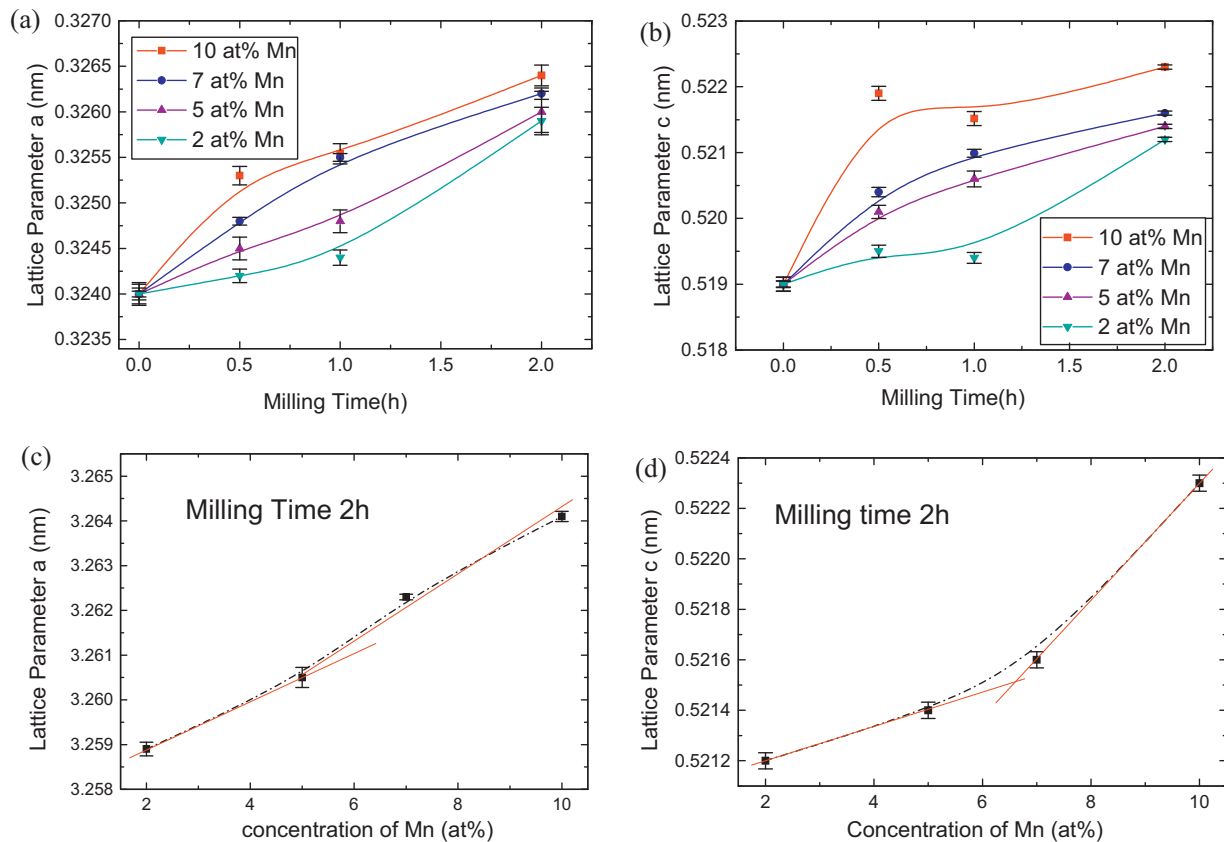 (a)
0.3270
0.3265
0.3260
0.3255
0.3250
0.3245
0.3240
0.3235
Lattice Parameter a (nm)
10 at% Mn
7 at% Mn
5 at% Mn
2 at% Mn
0.0
0.5
1.0
1.5
2.0
Milling Time(h)
(b)
0.523
0.522
0.521
0.520
0.519
0.518
Lattice Parameter c (nm)
10 at% Mn
7 at% Mn
5 at% Mn
2 at% Mn
0.0
0.5
1.0
1.5
2.0
Milling Time(h)
(c)
3.265
3.264
3.263
3.262
3.261
3.260
3.259
3.258
Lattice Parameter a (nm)
Milling Time 2h
2
4
6
8
10
concentration of Mn (at%)
(d)
0.5224
0.5222
0.5220
0.5218
0.5216
0.5214
0.5212
Lattice Parameter c (nm)
Milling time 2h
2
4
6
8
10
Concentration of Mn (at%)